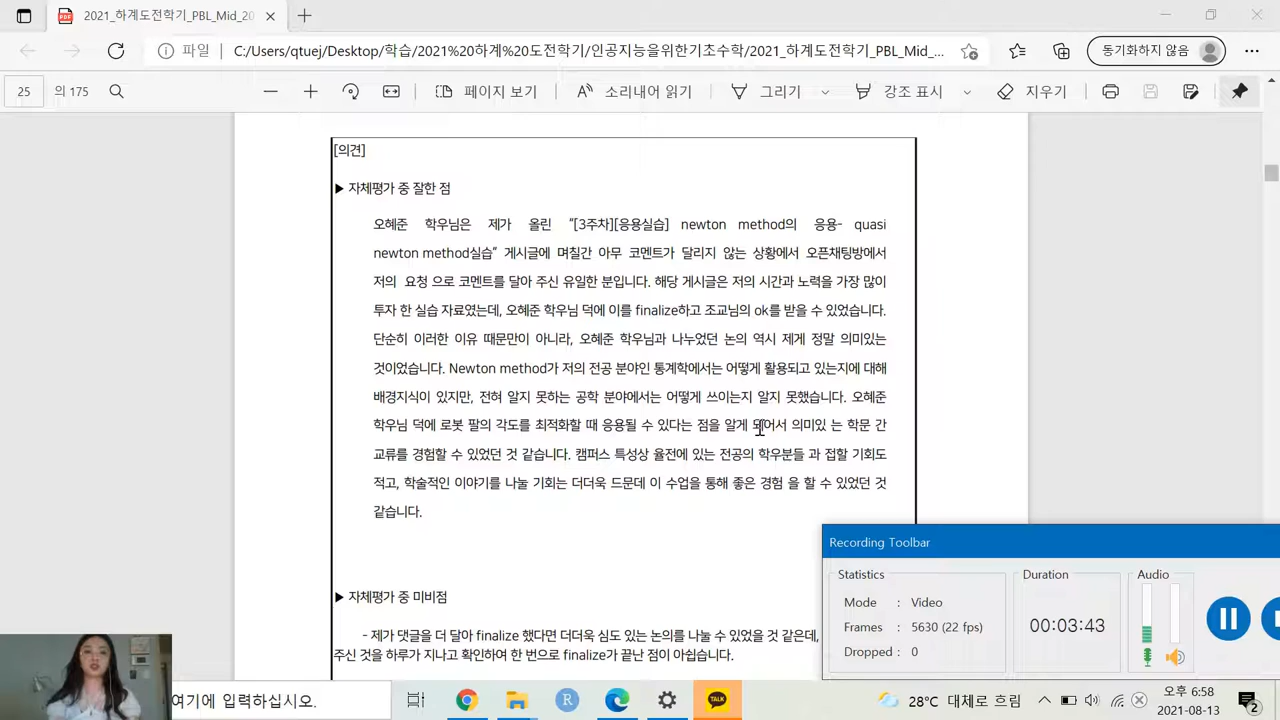 2021_하계도전학기_PBL_Mid_20
파일 C:/Users/qtuej/Desktop/학습/2021%20하계%20도전학기/인공지능을위한기초수학/2021_하계도전학기_PBL_Mid_... 동기화하지 않음
25 의 175 페이지 보기 소리내어 읽기 그리기 강조 표시 지우기
[의견]
▶ 자체평가 중 잘한 점
오혜준 학우님은 제가 올린 “[3주차][응용실습] newton method의 응용- quasi
newton method실습“ 게시글에 며칠간 아무 코멘트가 달리지 않는 상황에서 오픈채팅방에서
저의 요청 으로 코멘트를 달아 주신 유일한 분입니다. 해당 게시글은 저의 시간과 노력을 가장 많이
투자 한 실습 자료였는데, 오혜준 학우님 덕에 이를 finalize하고 조교님의 ok를 받을 수 있었습니다.
단순히 이러한 이유 때문만이 아니라, 오혜준 학우님과 나누었던 논의 역시 제게 정말 의미있는
것이었습니다. Newton method가 저의 전공 분야인 통계학에서는 어떻게 활용되고 있는지에 대해
배경지식이 있지만, 전혀 알지 못하는 공학 분야에서는 어떻게 쓰이는지 알지 못했습니다. 오혜준
학우님 덕에 로봇 팔의 각도를 최적화할 때 응용될 수 있다는 점을 알게 되어서 의미있 는 학문 간
교류를 경험할 수 있었던 것 같습니다. 캠퍼스 특성상 율전에 있는 전공의 학우분들 과 접할 기회도
적고, 학술적인 이야기를 나눌 기회는 더더욱 드문데 이 수업을 통해 좋은 경험 을 할 수 있었던 것
같습니다.
▶ 자체평가 중 미비점
- 제가 댓글을 더 달아 finalize 했다면 더더욱 심도 있는 논의를 나눌 수 있었을 것 같은데,
주신 것을 하루가 지나고 확인하여 한 번으로 finalize가 끝난 점이 아쉽습니다.
Recording Toolbar
Statistics
Mode : Video
Frames : 5630 (22 fps)
Dropped : 0
Duration
00:03:43
Audio
여기에 입력하십시오.
R
TALK
28°C 대체로 흐림
오후 6:58
2021-08-13
2